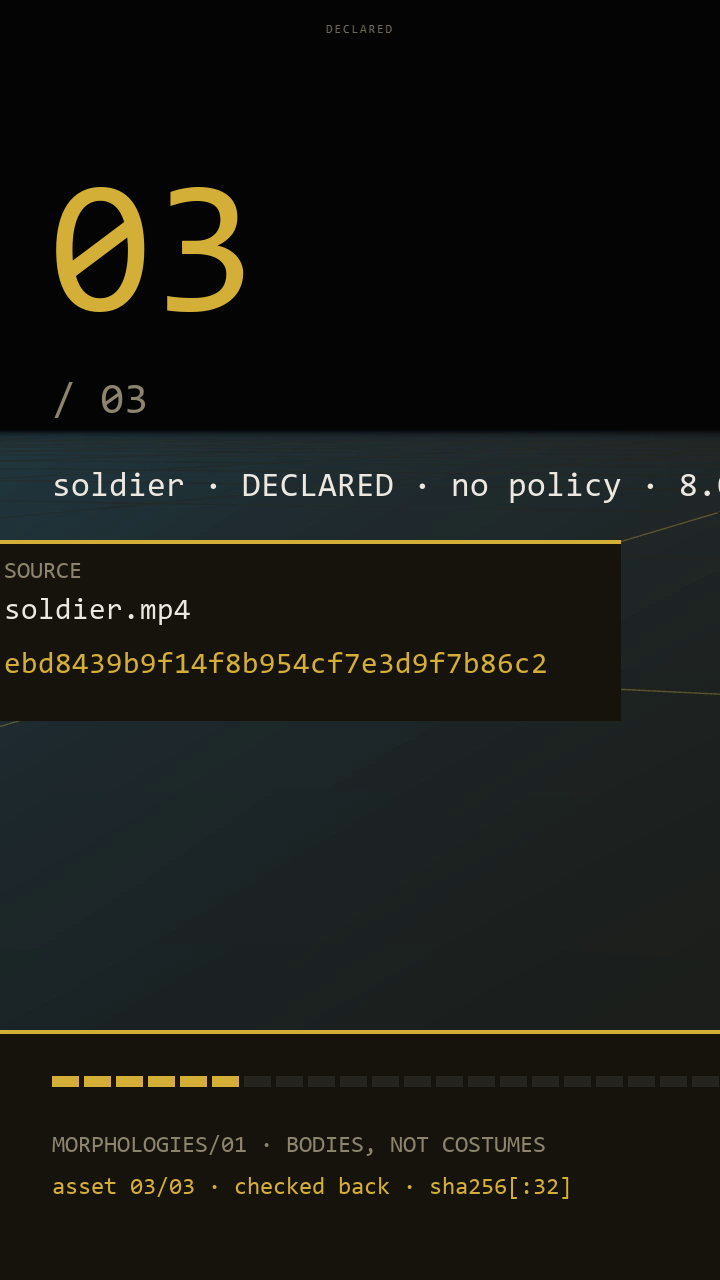 DECLARED
03
/ 03
soldier · DECLARED · no policy · 8.
SOURCE
soldier.mp4
ebd8439b9f14f8b954cf7e3d9f7b86c2
MORPHOLOGIES/01 · BODIES, NOT COSTUMES
asset 03/03 · checked back · sha256[:32]